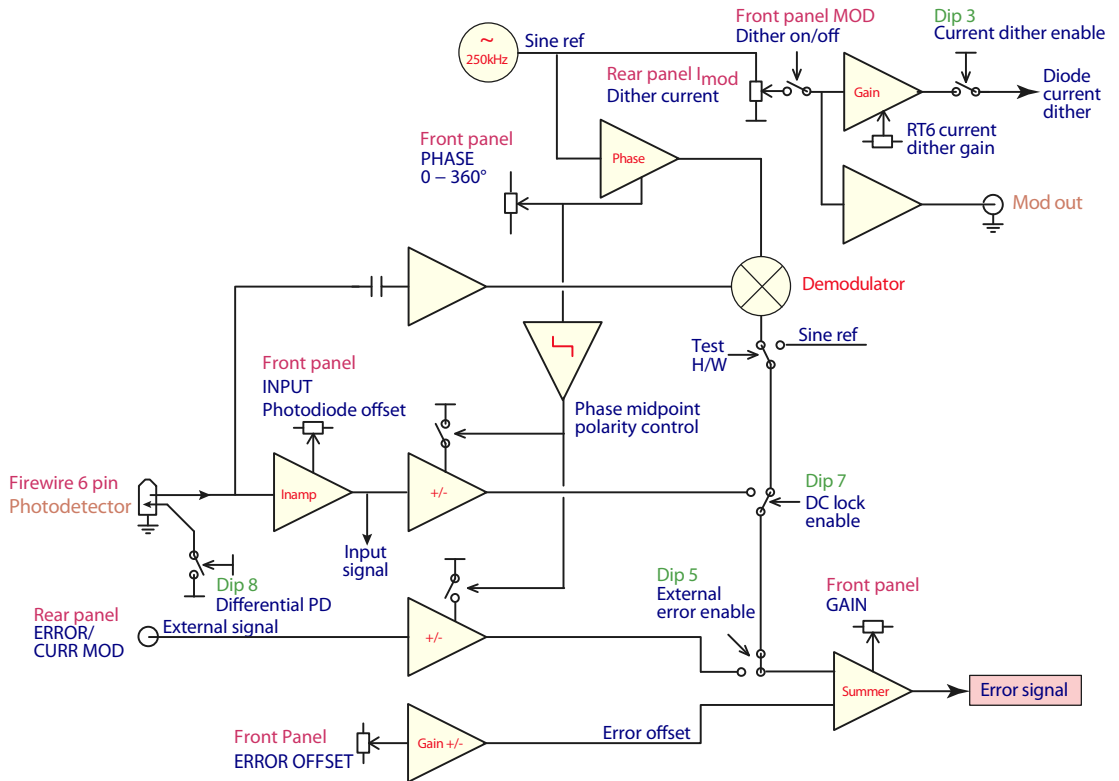 Front panel MOD
Dither on/off
Dip 3
Current dither enable
~
250kHz
Sine ref
Rear panel Imod
Dither current
Gain
Diode
current
dither
RT6 current
dither gain
Front panel
PHASE
0 – 360°
Phase
Mod out
Demodulator
Test
H/W
Sine ref
Front panel
INPUT
Photodiode offset
Phase midpoint
polarity control
Firewire 6 pin
Photodetector
Inamp
+/-
Dip 7
DC lock
enable
Input
signal
Dip 8
Differential PD
Dip 5
External
error enable
Front panel
GAIN
Rear panel
ERROR/
CURR MOD
External signal
+/-
Summer
Error signal
Front Panel
ERROR OFFSET
Gain +/-
Error offset